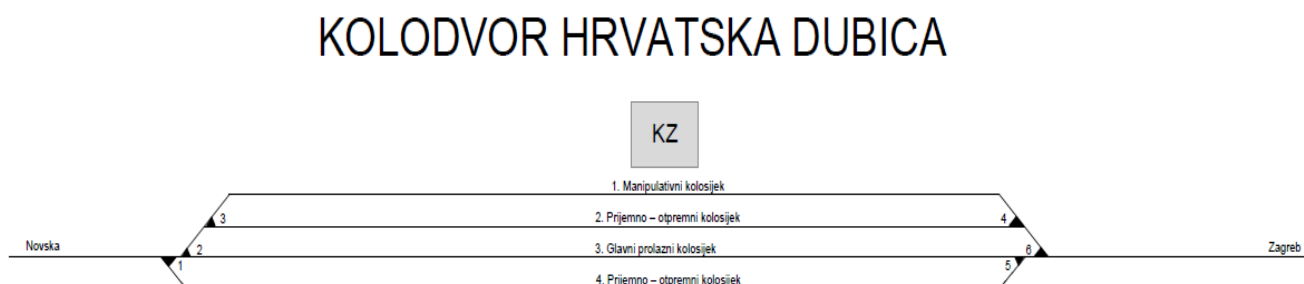 KOLODVOR HRVATSKA DUBICA
KZ
1. Manipulativni kolosijek
3
2. Prijemno – otpremni kolosijek
4
Novska
2
3. Glavni prolazni kolosijek
6
Zagreb
1
5
4. Prijemno – otpremni kolosijek